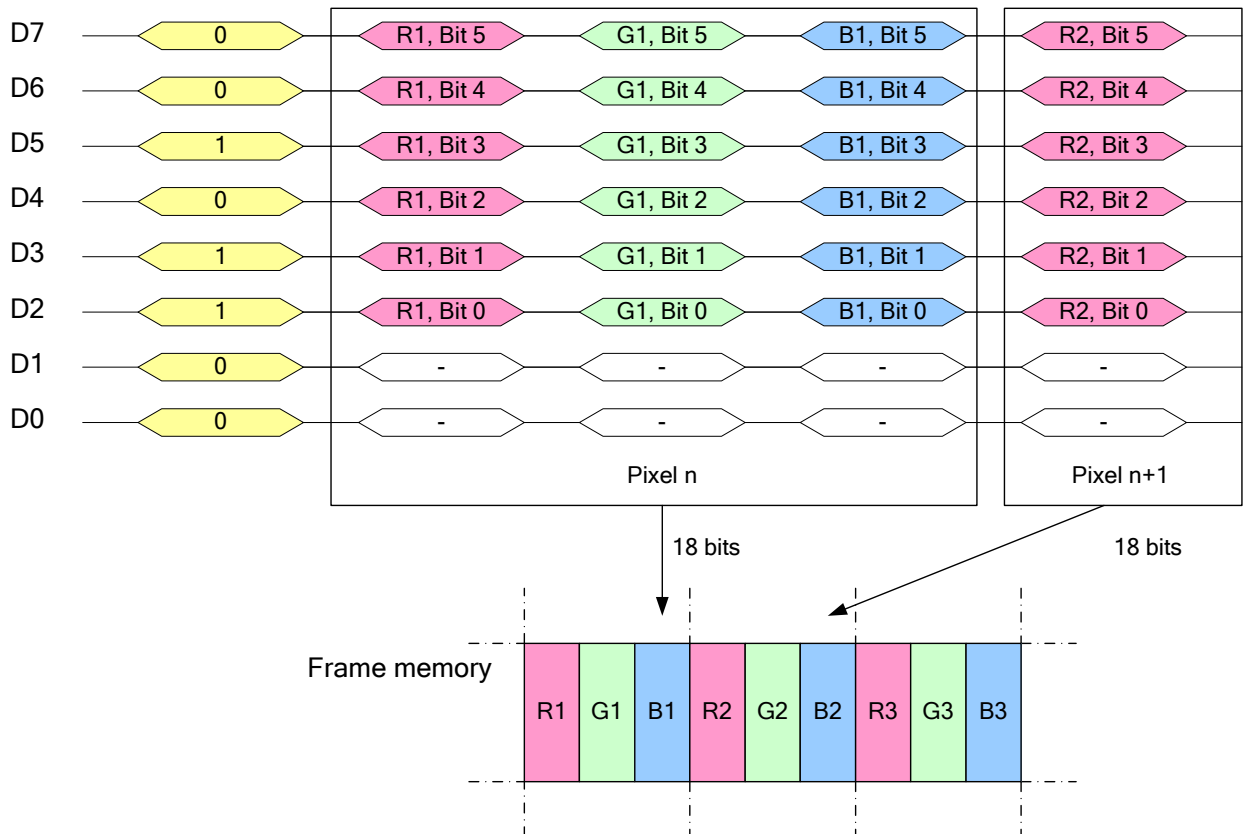 D7 0 R1, Bit 5 G1, Bit 5 B1, Bit 5 R2, Bit 5
D6 0 R1, Bit 4 G1, Bit 4 B1, Bit 4 R2, Bit 4
D5 1 R1, Bit 3 G1, Bit 3 B1, Bit 3 R2, Bit 3
D4 0 R1, Bit 2 G1, Bit 2 B1, Bit 2 R2, Bit 2
D3 1 R1, Bit 1 G1, Bit 1 B1, Bit 1 R2, Bit 1
D2 1 R1, Bit 0 G1, Bit 0 B1, Bit 0 R2, Bit 0
D1 0 - - - -
D0 0 - - - -
Pixel n Pixel n+1
18 bits 18 bits
Frame memory
R1 G1 B1 R2 G2 B2 R3 G3 B3